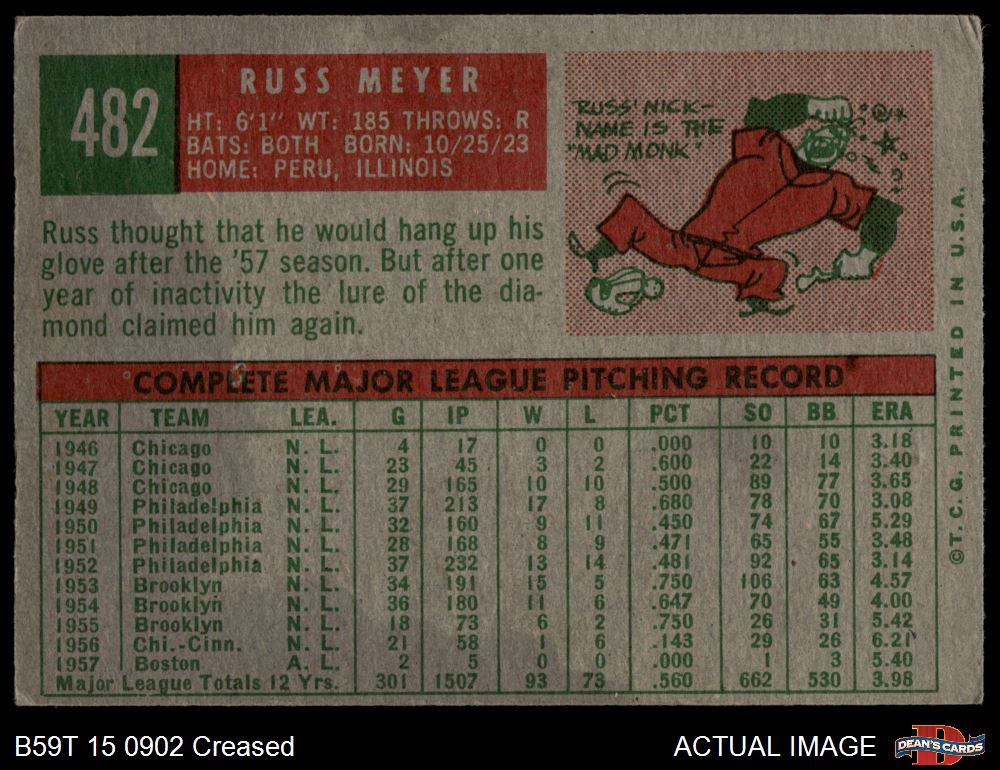 482
RUSS MEYER
HT: 6'1" WT: 185 THROWS: R
BATS: BOTH BORN: 10/25/23
HOME: PERU, ILLINOIS
RUSS' NICK-
NAME IS THE
"MAD MONK"
Russ thought that he would hang up his
glove after the '57 season. But after one
year of inactivity the lure of the dia-
mond claimed him again.
COMPLETE MAJOR LEAGUE PITCHING RECORD
YEAR TEAM LEA. G IP W L PCT SO BB ERA
1946 Chicago N. L. 4 17 0 0 .000 10 10 3.18
1947 Chicago N. L. 23 45 3 2 .600 22 14 3.40
1948 Chicago N. L. 29 165 10 10 .500 89 77 3.65
1949 Philadelphia N. L. 37 213 17 8 .680 78 70 3.08
1950 Philadelphia N. L. 32 160 9 11 .450 74 67 5.29
1951 Philadelphia N. L. 28 168 8 9 .471 65 55 3.48
1952 Philadelphia N. L. 37 232 13 14 .481 92 65 3.14
1953 Brooklyn N. L. 34 191 15 5 .750 106 63 4.57
1954 Brooklyn N. L. 36 180 11 6 .647 70 49 4.00
1955 Brooklyn N. L. 18 73 6 2 .750 26 31 5.42
1956 Chi.-Cinn. N. L. 21 58 1 6 .143 29 26 6.21
1957 Boston A. L. 2 5 0 0 .000 1 3 5.40
Major League Totals 12 Yrs. 301 1507 93 73 .560 662 530 3.98
©T. C. G. PRINTED IN U.S.A.
B59T 15 0902 Creased
ACTUAL IMAGE
DEAN'S CARDS